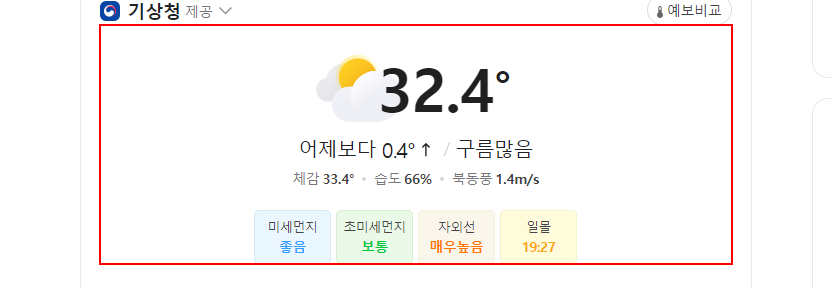 기상청 제공
예보비교
32.4°
어제보다 0.4° ↑ / 구름많음
체감 33.4° • 습도 66% • 북동풍 1.4m/s
미세먼지 초미세먼지 자외선 일몰
좋음 보통 매우높음 19:27